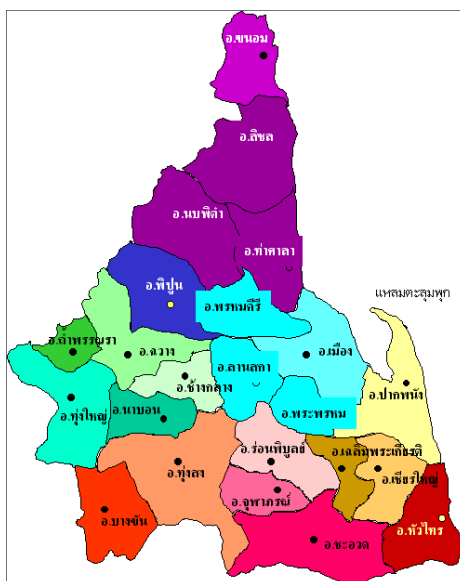 อ.ขนอม
อ.สิชล
อ.นบพิตำ
อ.ท่าศาลา
อ.พิปูน
แหลมตะลุมพุก
อ.พรหมคีรี
อ.ถ้ำพรรณรา
อ.ฉวาง
อ.ลานสกา
อ.เมือง
อ.ช้างกลาง
อ.ปากพนัง
อ.ทุ่งใหญ่
อ.นาบอน
อ.พระพรหม
อ.ร่อนพิบูลย์
อ.เฉลิมพระเกียรติ
อ.ทุ่งสง
อ.เชียรใหญ่
อ.จุฬาภรณ์
อ.บางขัน
อ.หัวไทร
อ.ชะอวด